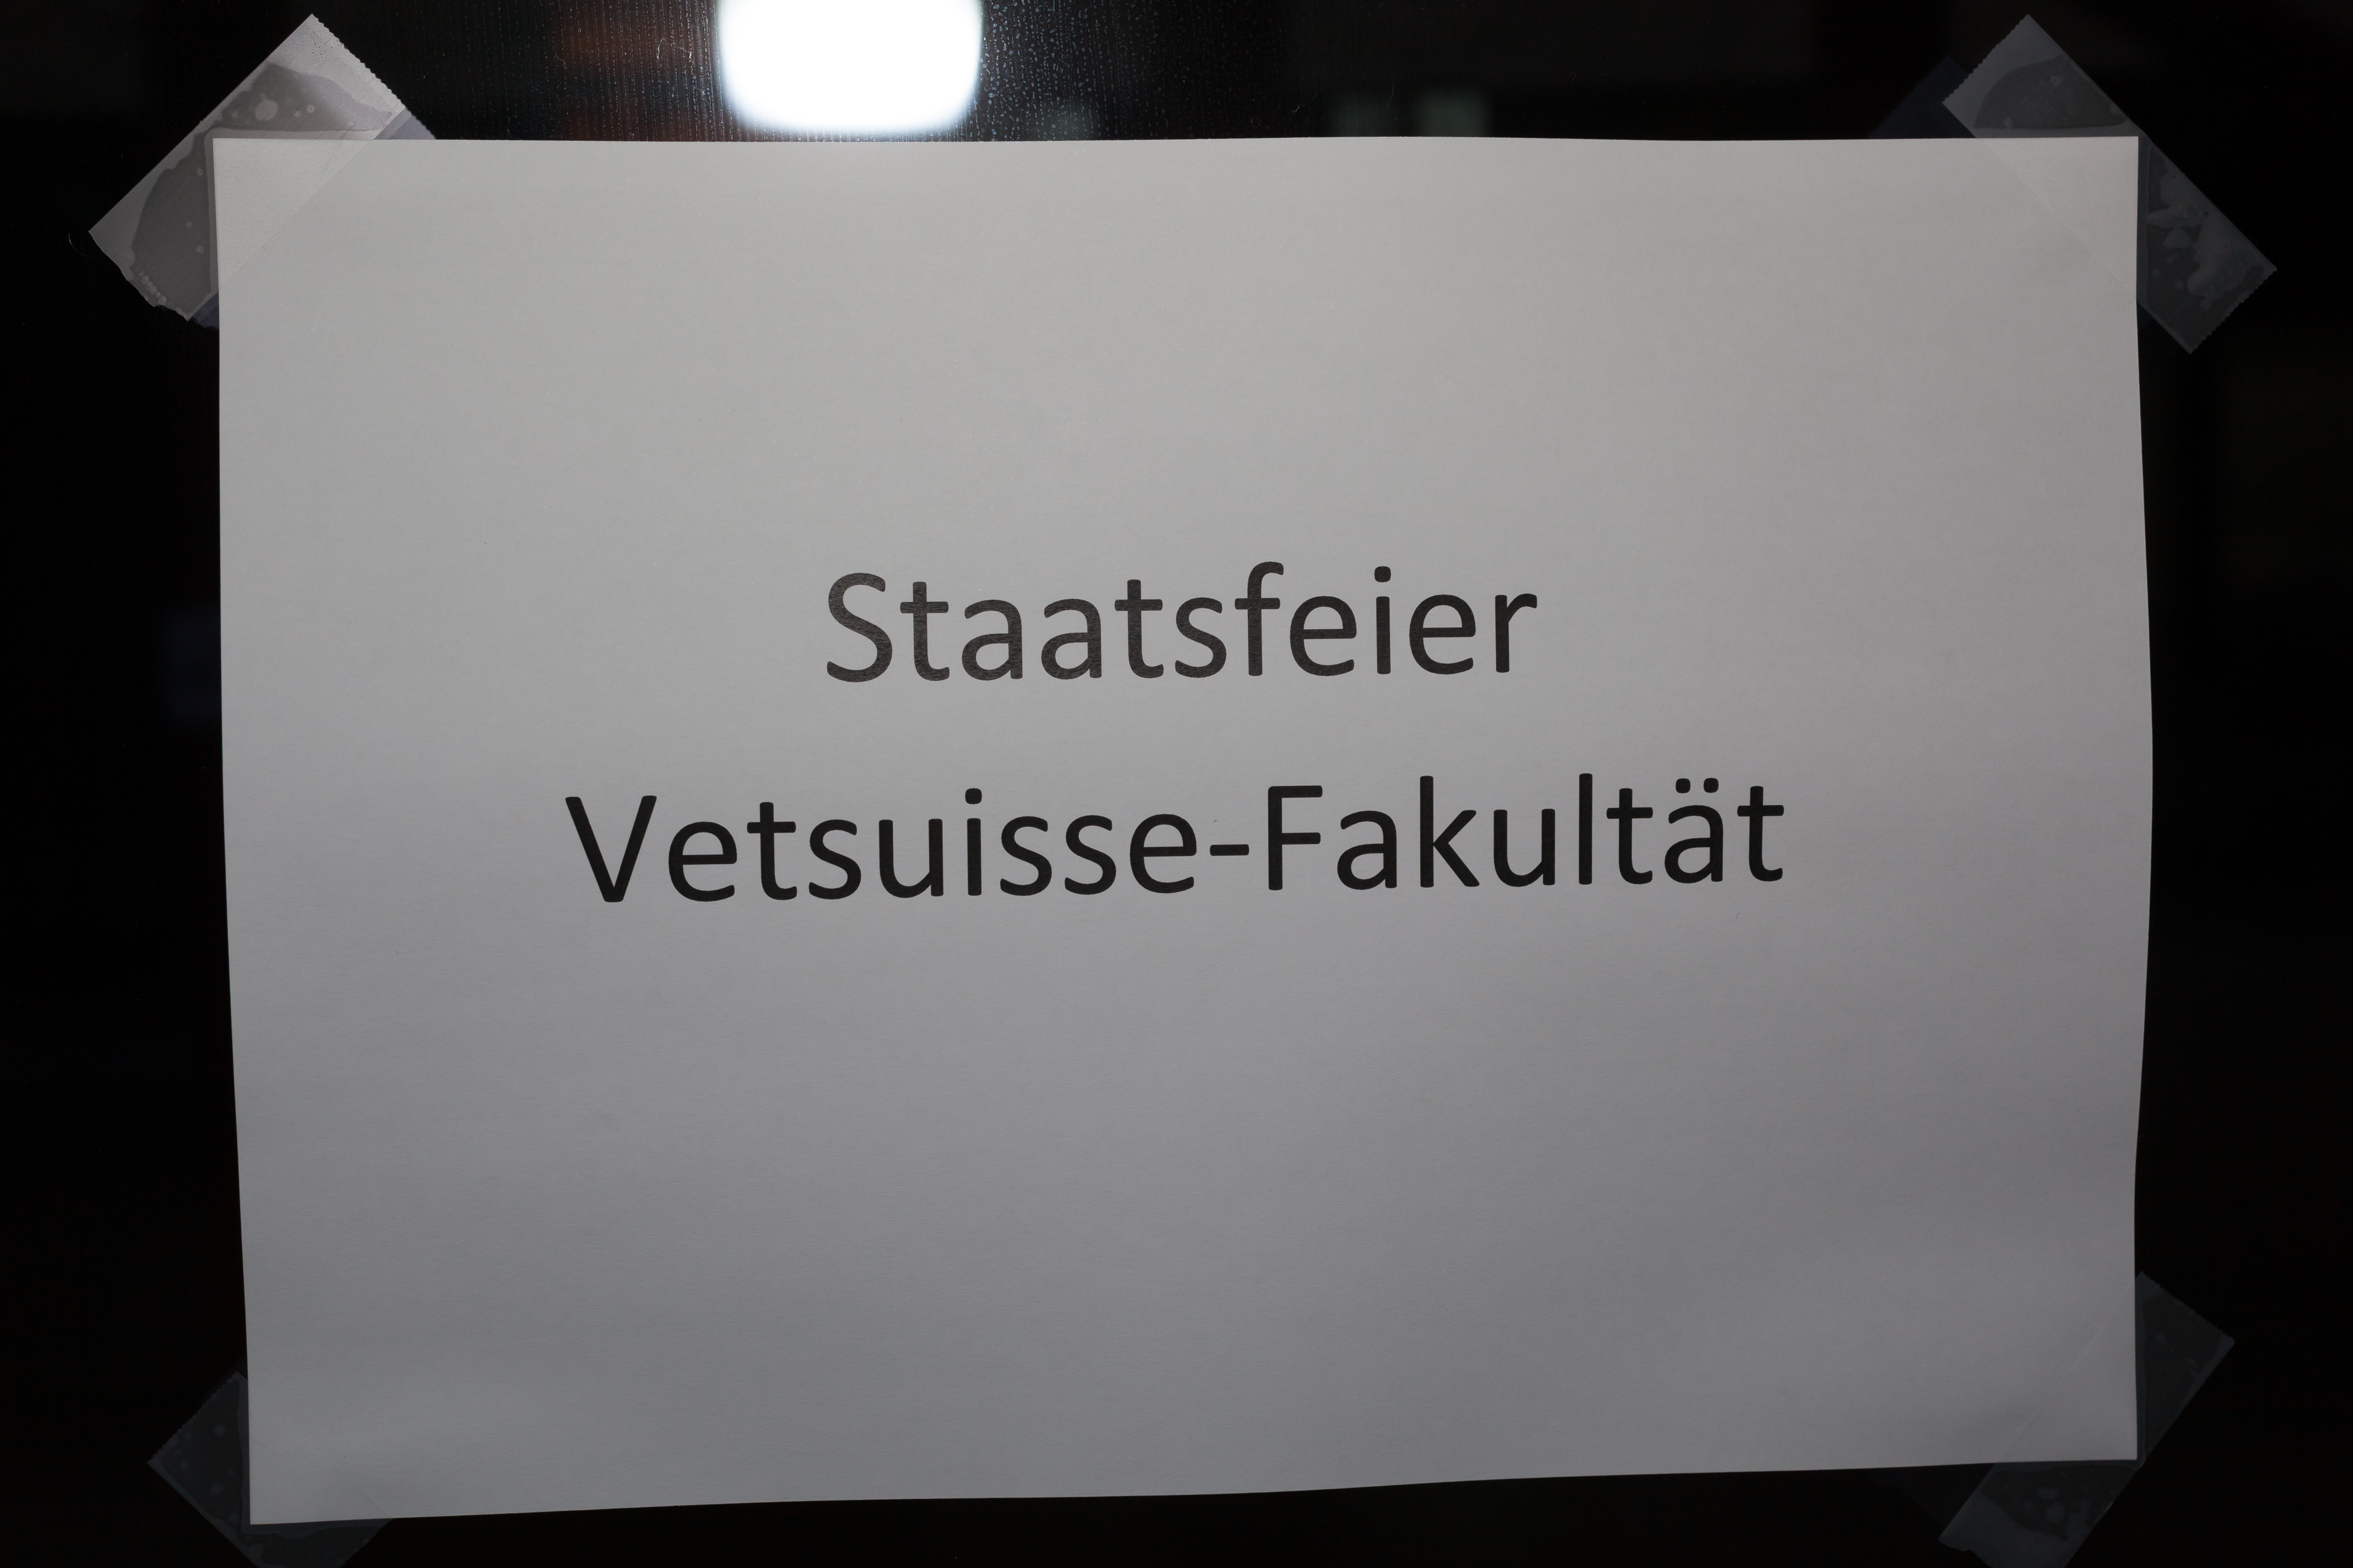 Staatsfeier
Vetsuisse-Fakultät